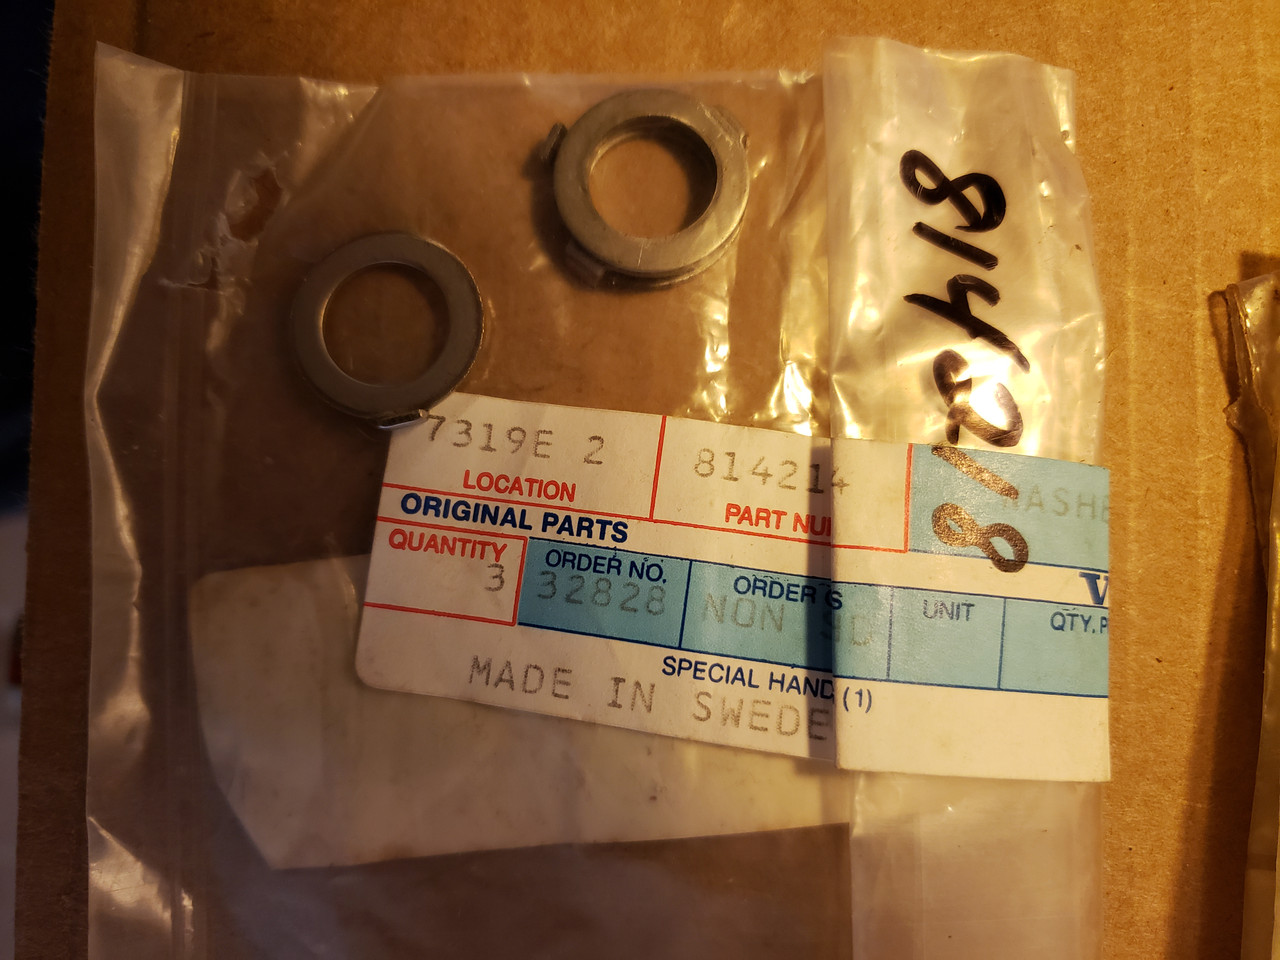 814218
7319E 2
814214
WASHE
LOCATION
PART NU
ORIGINAL PARTS
V
QUANTITY
3
ORDER NO.
32828
ORDER
NON
UNIT
QTY. P
SPECIAL HAND (1)
MADE IN SWEDE